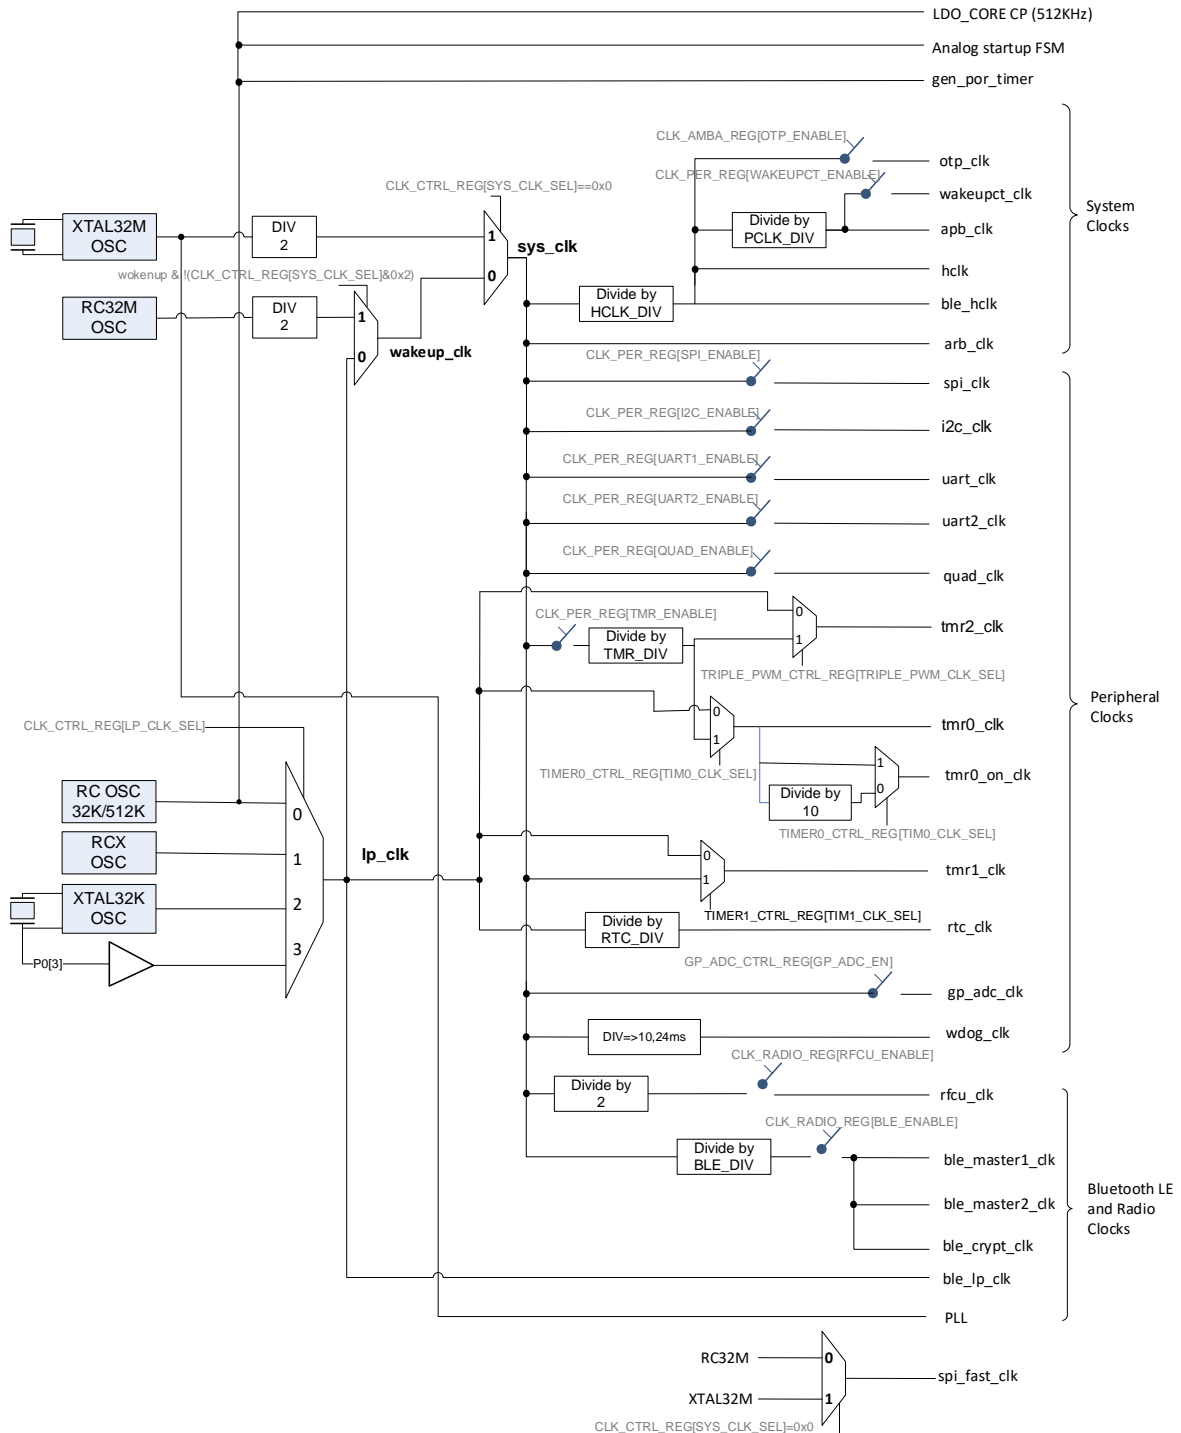 LDO_CORE CP (512KHz)
Analog startup FSM
gen_por_timer
CLK_AMBA_REG[OTP_ENABLE]
otp_clk
CLK_PER_REG[WAKEUPCT_ENABLE]
wakeupct_clk
CLK_CTRL_REG[SYS_CLK_SEL]==0x0
System
Clocks
XTAL32M
OSC
DIV
2
1
sys_clk
Divide by
PCLK_DIV
apb_clk
wokenup & !(CLK_CTRL_REG[SYS_CLK_SEL]&0x2)
0
hclk
RC32M
OSC
DIV
2
1
Divide by
HCLK_DIV
ble_hclk
0
wakeup_clk
arb_clk
CLK_PER_REG[SPI_ENABLE]
spi_clk
CLK_PER_REG[I2C_ENABLE]
i2c_clk
CLK_PER_REG[UART1_ENABLE]
uart_clk
CLK_PER_REG[UART2_ENABLE]
uart2_clk
CLK_PER_REG[QUAD_ENABLE]
quad_clk
CLK_PER_REG[TMR_ENABLE]
0
tmr2_clk
Divide by
TMR_DIV
1
TRIPLE_PWM_CTRL_REG[TRIPLE_PWM_CLK_SEL]
Peripheral
Clocks
CLK_CTRL_REG[LP_CLK_SEL]
0
tmr0_clk
1
TIMER0_CTRL_REG[TIM0_CLK_SEL]
1
tmr0_on_clk
0
Divide by
10
TIMER0_CTRL_REG[TIM0_CLK_SEL]
RC OSC
32K/512K
0
RCX
OSC
1
lp_clk
0
tmr1_clk
1
XTAL32K
OSC
2
TIMER1_CTRL_REG[TIM1_CLK_SEL]
Divide by
RTC_DIV
rtc_clk
3
P0[3]
GP_ADC_CTRL_REG[GP_ADC_EN]
gp_adc_clk
DIV=>10,24ms
wdog_clk
CLK_RADIO_REG[RFCU_ENABLE]
Divide by
2
rfcu_clk
CLK_RADIO_REG[BLE_ENABLE]
Divide by
BLE_DIV
ble_master1_clk
ble_master2_clk
Bluetooth LE
and Radio
Clocks
ble_crypt_clk
ble_lp_clk
PLL
RC32M
0
spi_fast_clk
XTAL32M
1
CLK_CTRL_REG[SYS_CLK_SEL]=0x0